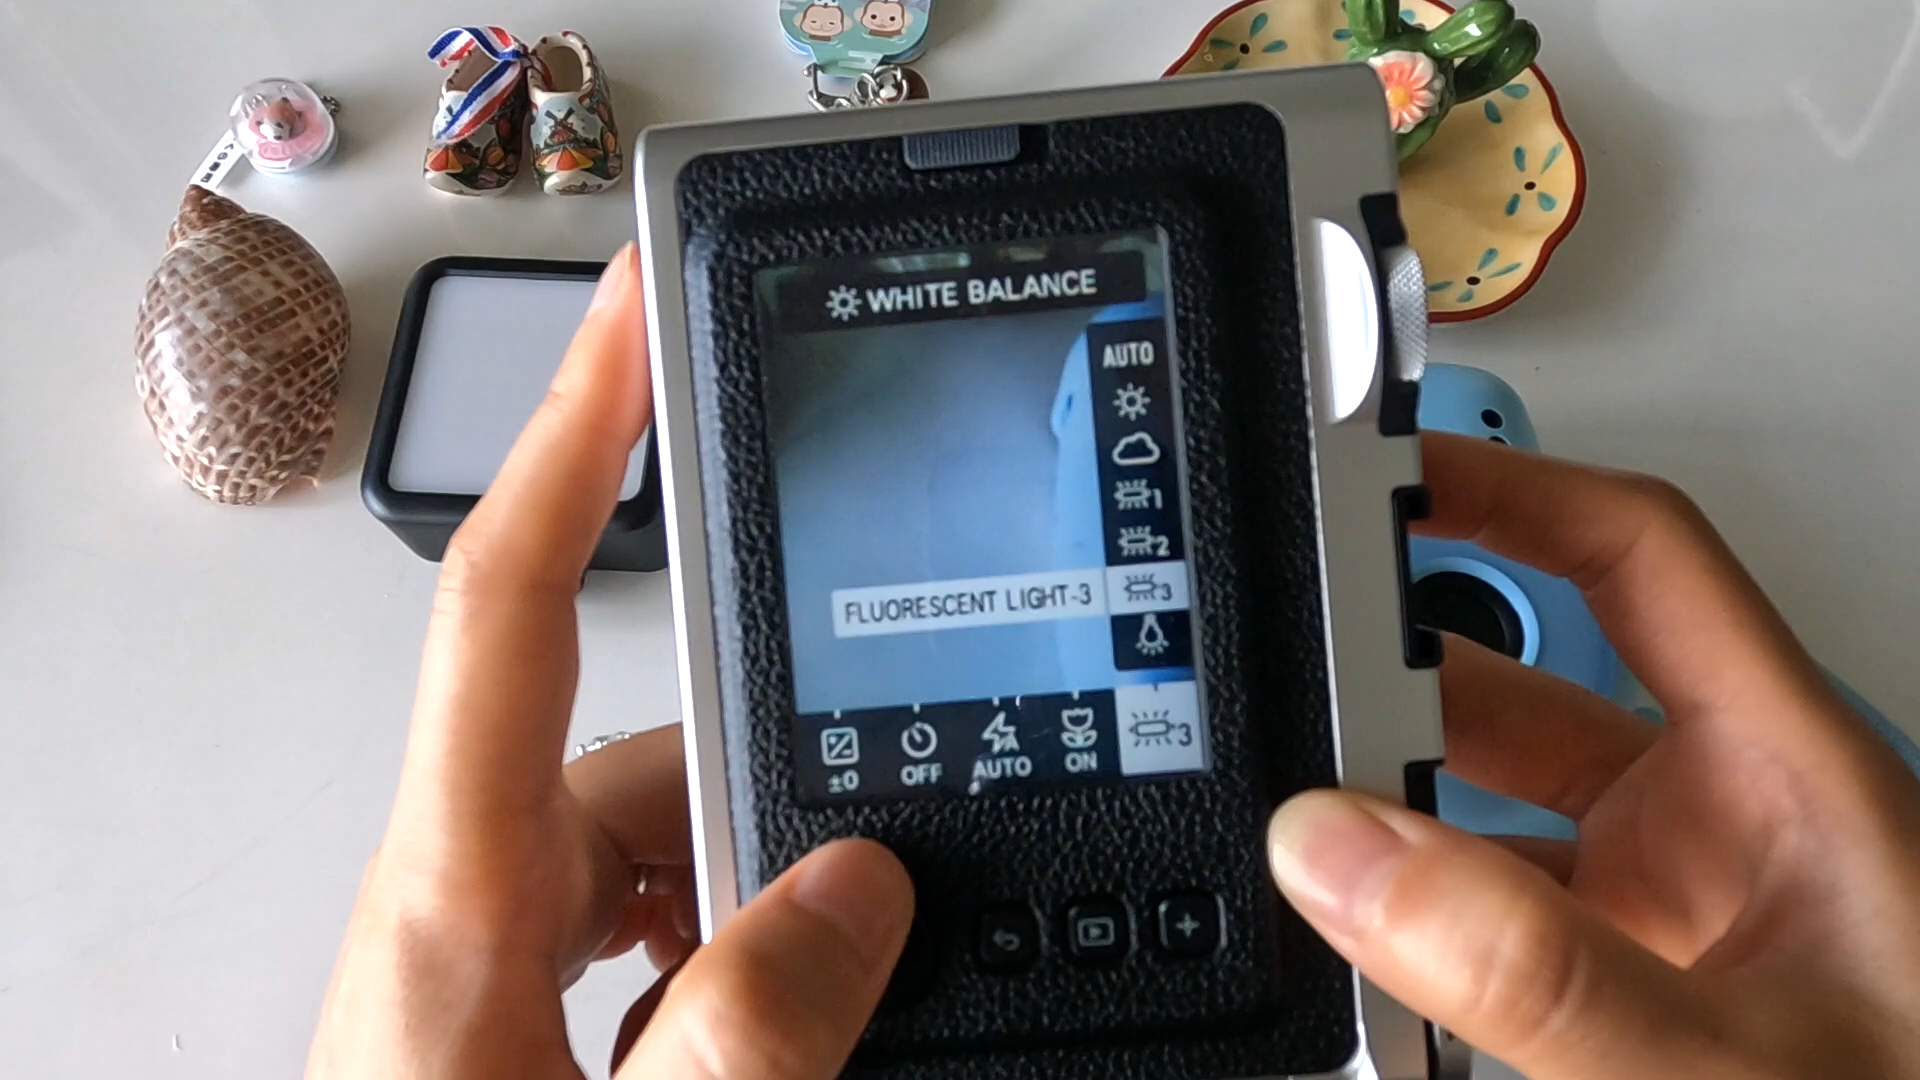 WHITE BALANCE
AUTO
1
2
FLUORESCENT LIGHT-3
3
±0
OFF
A
AUTO
ON
3